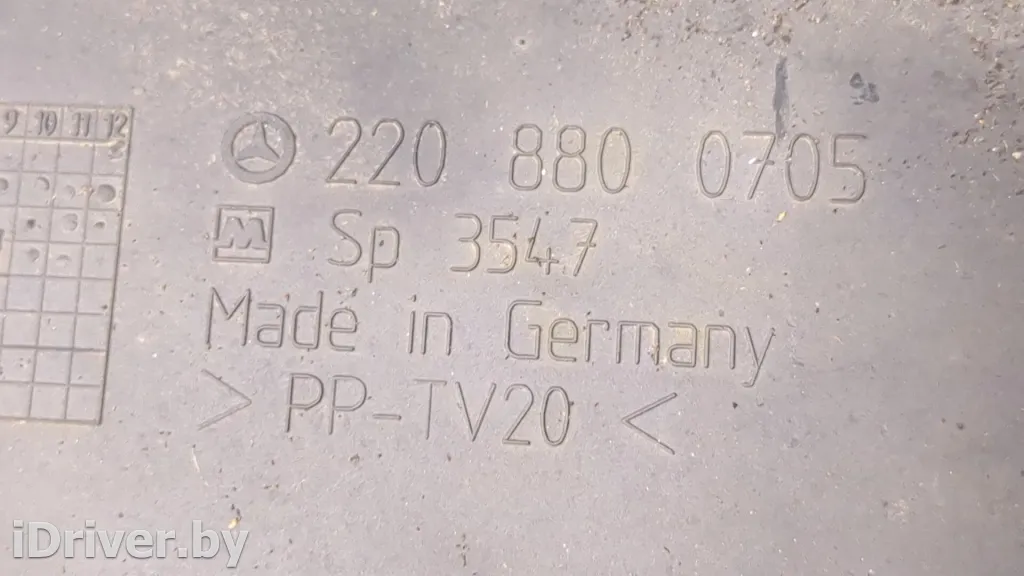 9 10 11 12
220 880 0705
M Sp 3547
Made in Germany
> PP-TV20 <
iDriver.by